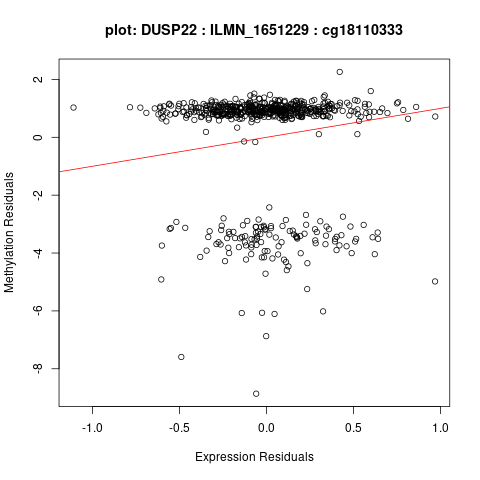 plot: DUSP22 : ILMN_1651229 : cg18110333
Methylation Residuals
2
0
-2
-4
-6
-8
-1.0 -0.5 0.0 0.5 1.0
Expression Residuals